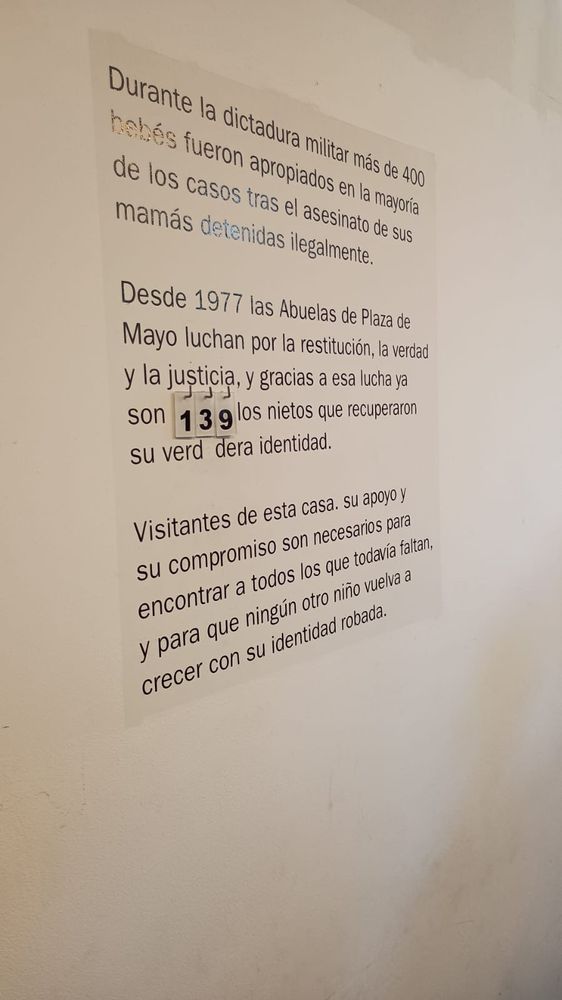 Durante la dictadura militar más de 400
bebés fueron apropiados en la mayoría
de los casos tras el asesinato de sus
mamás detenidas ilegalmente.
Desde 1977 las Abuelas de Plaza de
Mayo luchan por la restitución, la verdad
y la justicia, y gracias a esa lucha ya
son 139 los nietos que recuperaron
su verd dera identidad.
Visitantes de esta casa. su apoyo y
su compromiso son necesarios para
encontrar a todos los que todavía faltan,
y para que ningún otro niño vuelva a
crecer con su identidad robada.